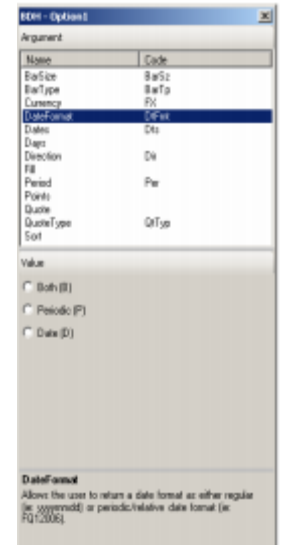 BDH - Option1
Argument
Name Code
BarSize BarSz
BarType BarTp
Currency FX
DateFormat DtFmt
Dates Dts
Days
Direction Dir
Fill
Period Per
Points
Quote
QuoteType QtTyp
Sort
Value
Both (B)
Periodic (P)
Date (D)
DateFormat
Allows the user to return a date format as either regular
(ie: yyyymmdd) or periodic/relative date format (ie:
FQ12006).